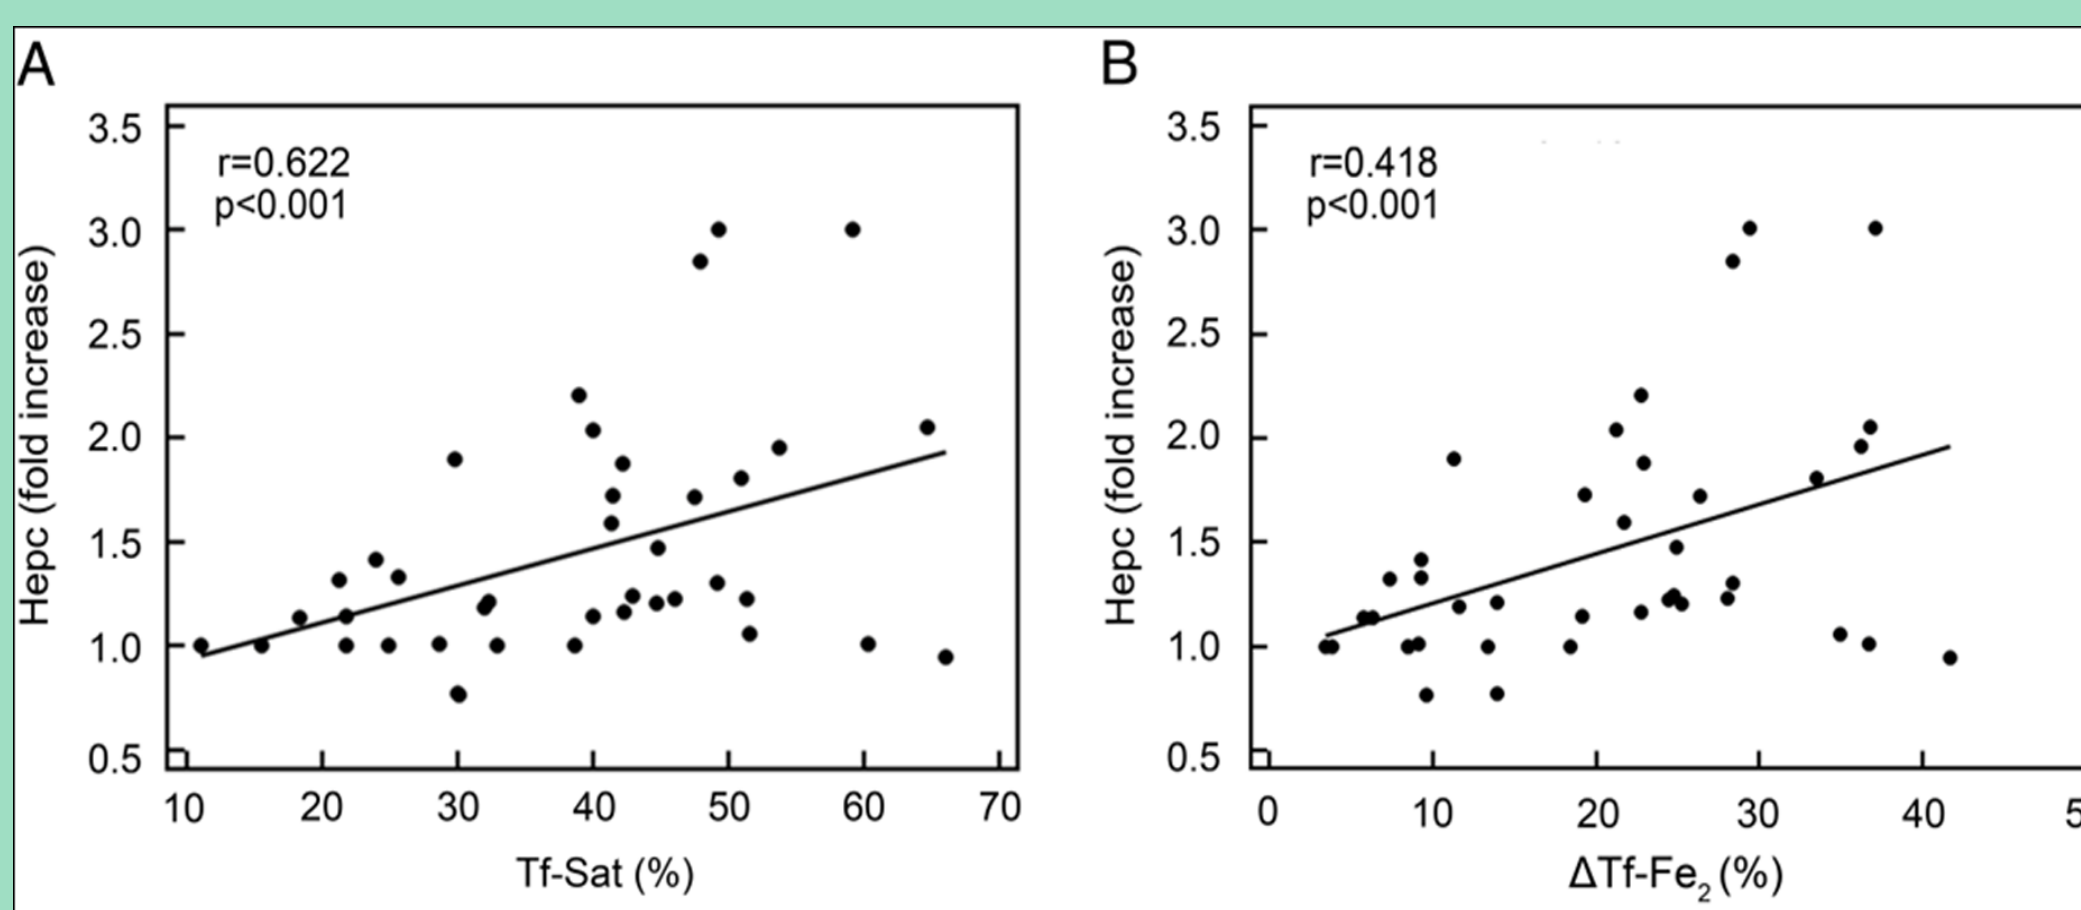 A
3.5
3.0
2.5
2.0
1.5
1.0
0.5
Hepc (fold increase)
r=0.622
p<0.001
10 20 30 40 50 60 70
Tf-Sat (%)
B
3.5
3.0
2.5
2.0
1.5
1.0
0.5
Hepc (fold increase)
r=0.418
p<0.001
0 10 20 30 40 5
ΔTf-Fe₂ (%)